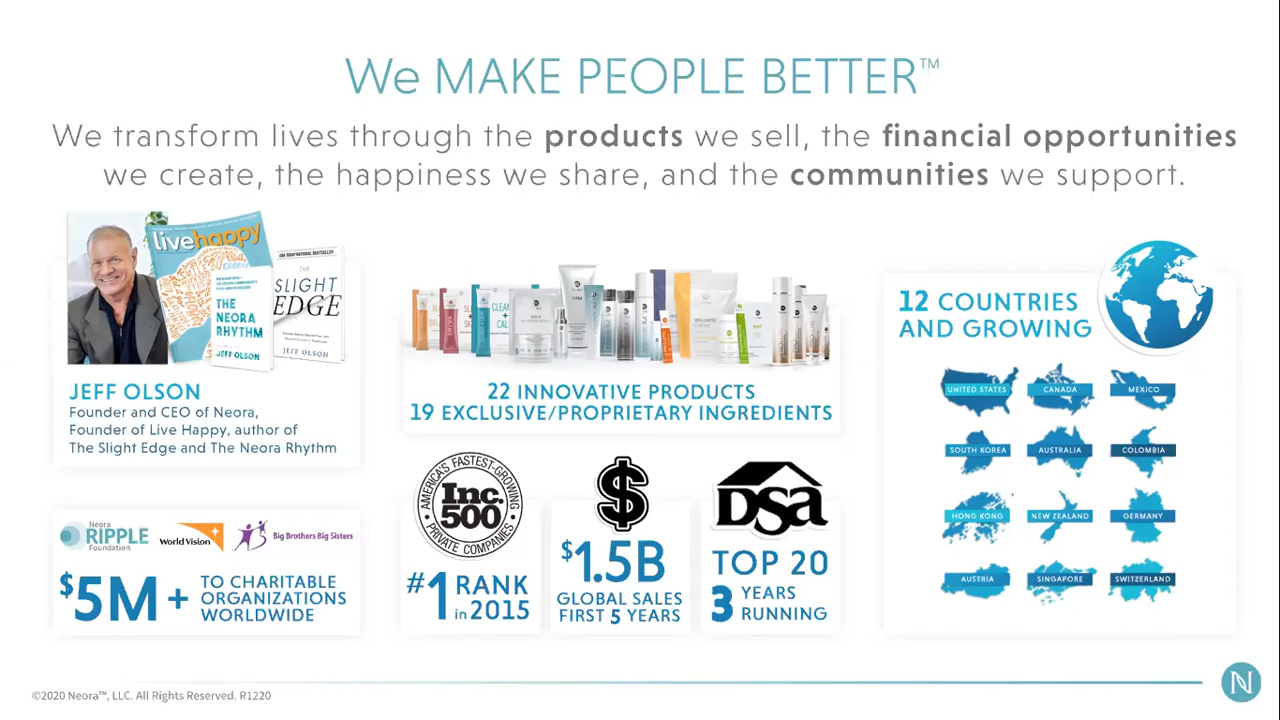 We MAKE PEOPLE BETTER™
We transform lives through the products we sell, the financial opportunities
we create, the happiness we share, and the communities we support.
livehappy
THE
NEORA
RHYTHM
JEFF OLSON
THE
SLIGHT
EDGE
JEFF OLSON
JEFF OLSON
Founder and CEO of Neora,
Founder of Live Happy, author of
The Slight Edge and The Neora Rhythm
22 INNOVATIVE PRODUCTS
19 EXCLUSIVE/PROPRIETARY INGREDIENTS
12 COUNTRIES
AND GROWING
UNITED STATES
CANADA
MEXICO
SOUTH KOREA
AUSTRALIA
COLOMBIA
HONG KONG
NEW ZEALAND
GERMANY
AUSTRIA
SINGAPORE
SWITZERLAND
Neora
RIPPLE
Foundation
World Vision
Big Brothers Big Sisters
$5M+ TO CHARITABLE
ORGANIZATIONS
WORLDWIDE
AMERICA'S FASTEST-GROWING
Inc.
500
PRIVATE COMPANIES
#1 RANK
in 2015
$
$1.5B
GLOBAL SALES
FIRST 5 YEARS
DSa
TOP 20
3 YEARS
RUNNING
©2020 Neora™, LLC. All Rights Reserved. R1220
N